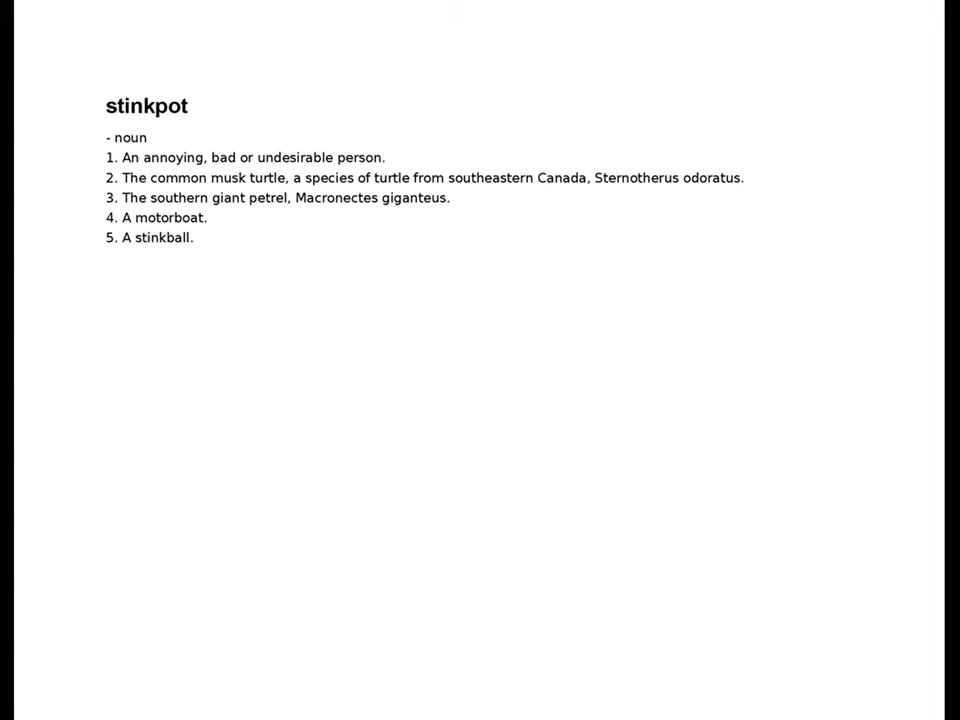 stinkpot
- noun
1. An annoying, bad or undesirable person.
2. The common musk turtle, a species of turtle from southeastern Canada, Sternotherus odoratus.
3. The southern giant petrel, Macronectes giganteus.
4. A motorboat.
5. A stinkball.